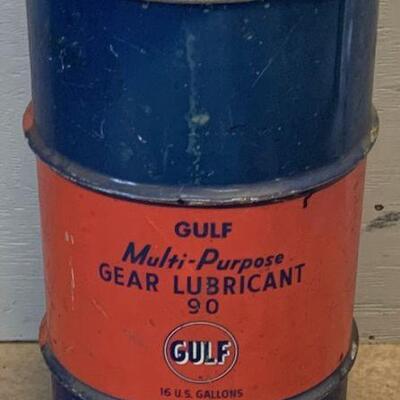 GULF
Multi-Purpose
GEAR LUBRICANT
90
GULF
16 U.S. GALLONS